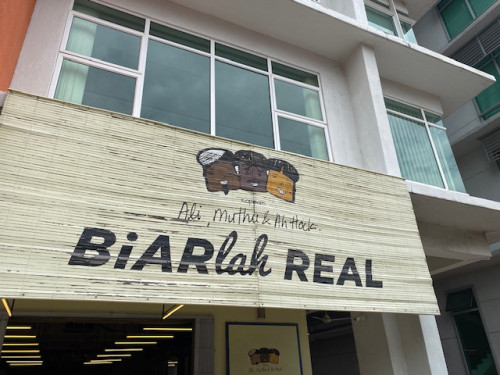 Ali, Muthu & Ah Hock
BiARlah REAL